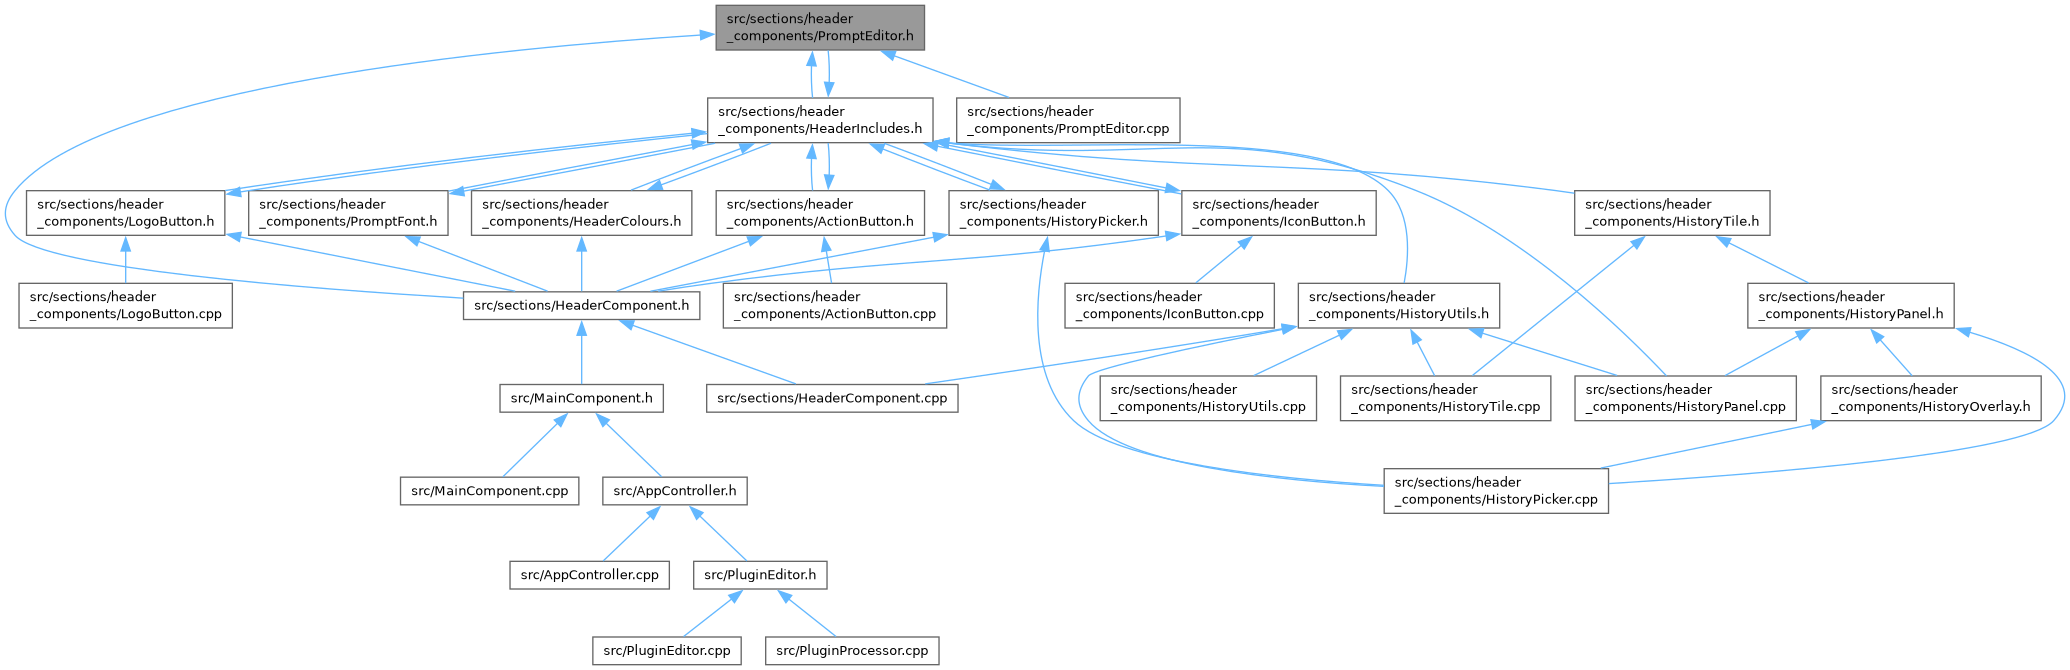 src/sections/header
_components/PromptEditor.h
src/sections/header
_components/HeaderIncludes.h
src/sections/header
_components/PromptEditor.cpp
src/sections/header
_components/LogoButton.h
src/sections/header
_components/PromptFont.h
src/sections/header
_components/HeaderColours.h
src/sections/header
_components/ActionButton.h
src/sections/header
_components/HistoryPicker.h
src/sections/header
_components/IconButton.h
src/sections/header
_components/HistoryTile.h
src/sections/header
_components/LogoButton.cpp
src/sections/HeaderComponent.h
src/sections/header
_components/ActionButton.cpp
src/sections/header
_components/IconButton.cpp
src/sections/header
_components/HistoryUtils.h
src/sections/header
_components/HistoryPanel.h
src/MainComponent.h
src/sections/HeaderComponent.cpp
src/sections/header
_components/HistoryUtils.cpp
src/sections/header
_components/HistoryTile.cpp
src/sections/header
_components/HistoryPanel.cpp
src/sections/header
_components/HistoryOverlay.h
src/MainComponent.cpp
src/AppController.h
src/sections/header
_components/HistoryPicker.cpp
src/AppController.cpp
src/PluginEditor.h
src/PluginEditor.cpp
src/PluginProcessor.cpp